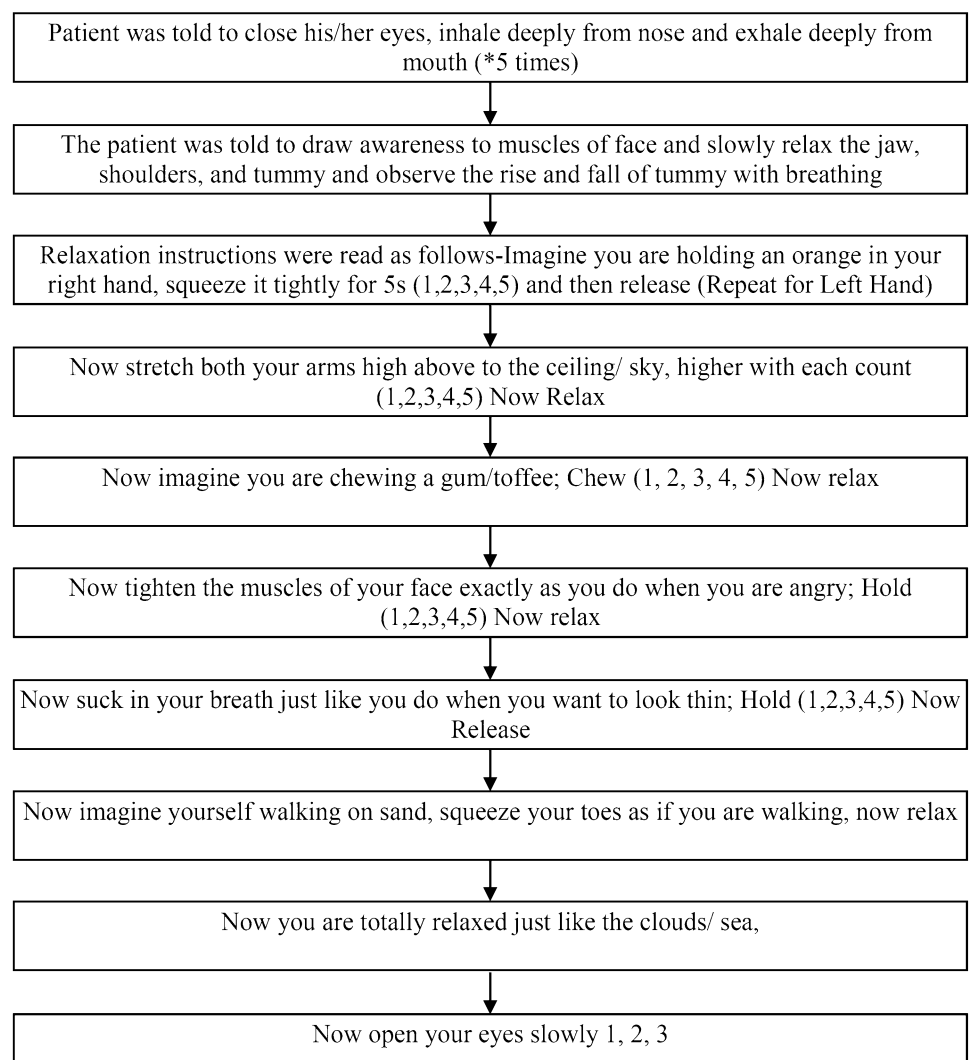 Patient was told to close his/her eyes, inhale deeply from nose and exhale deeply from
mouth (*5 times)
The patient was told to draw awareness to muscles of face and slowly relax the jaw,
shoulders, and tummy and observe the rise and fall of tummy with breathing
Relaxation instructions were read as follows-Imagine you are holding an orange in your
right hand, squeeze it tightly for 5s (1,2,3,4,5) and then release (Repeat for Left Hand)
Now stretch both your arms high above to the ceiling/ sky, higher with each count
(1,2,3,4,5) Now Relax
Now imagine you are chewing a gum/toffee; Chew (1, 2, 3, 4, 5) Now relax
Now tighten the muscles of your face exactly as you do when you are angry; Hold
(1,2,3,4,5) Now relax
Now suck in your breath just like you do when you want to look thin; Hold (1,2,3,4,5) Now
Release
Now imagine yourself walking on sand, squeeze your toes as if you are walking, now relax
Now you are totally relaxed just like the clouds/ sea,
Now open your eyes slowly 1, 2, 3